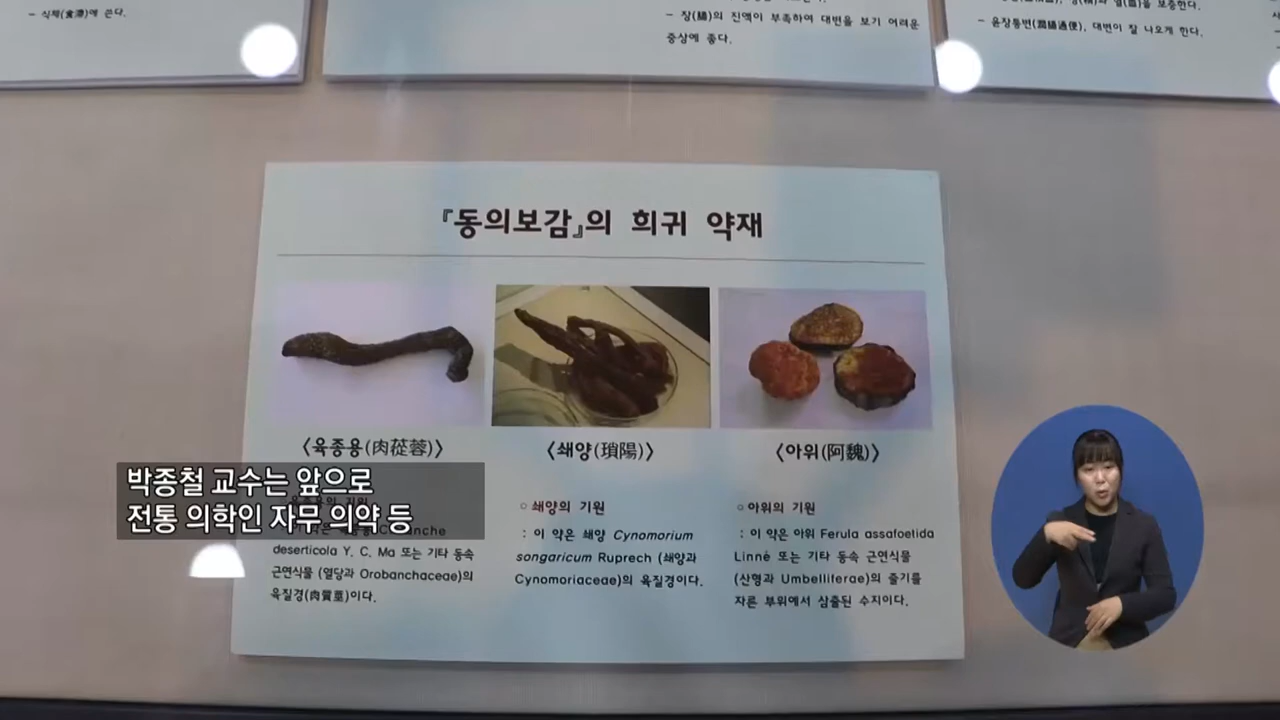 - 식체(食滯)에 쓴다.
- 장(腸)의 진액이 부족하여 대변을 보기 어려운
증상에 좋다.
- 윤장통변(潤腸通便), 대변이 잘 나오게 한다.
『동의보감』의 희귀 약재
〈육종용(肉苁蓉)〉
〈쇄양(瑣陽)〉
〈아위(阿魏)〉
박종철 교수는 앞으로
전통 의학인 자무 의약 등
deserticola Y. C. Ma 또는 기타 동속
근연식물 (열당과 Orobanchaceae)의
육질경(肉質莖)이다.
○ 쇄양의 기원
: 이 약은 쇄양 Cynomorium
songaricum Ruprech (쇄양과
Cynomoriaceae)의 육질경이다.
○ 아위의 기원
: 이 약은 아위 Ferula assafoetida
Linné 또는 기타 동속 근연식물
(산형과 Umbelliferae)의 줄기를
자른 부위에서 삼출된 수지이다.